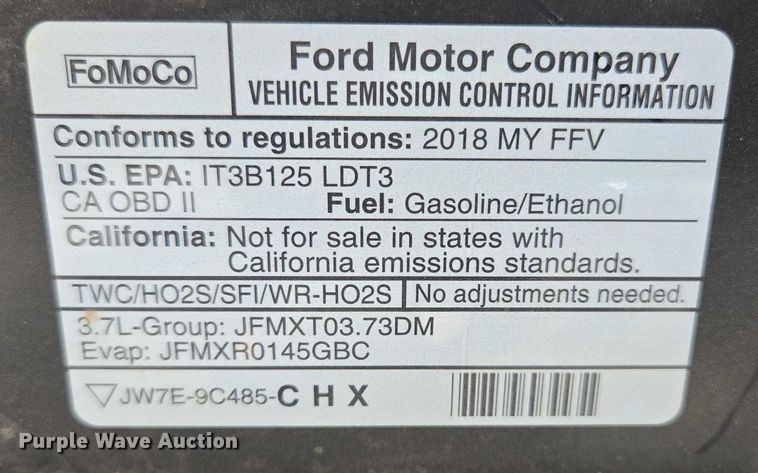 FoMoCo
Ford Motor Company
VEHICLE EMISSION CONTROL INFORMATION
Conforms to regulations: 2018 MY FFV
U.S. EPA: IT3B125 LDT3
CA OBD II Fuel: Gasoline/Ethanol
California: Not for sale in states with
California emissions standards.
TWC/HO2S/SFI/WR-HO2S No adjustments needed.
3.7L-Group: JFMXT03.73DM
Evap: JFMXR0145GBC
JW7E-9C485-C H X
Purple Wave Auction